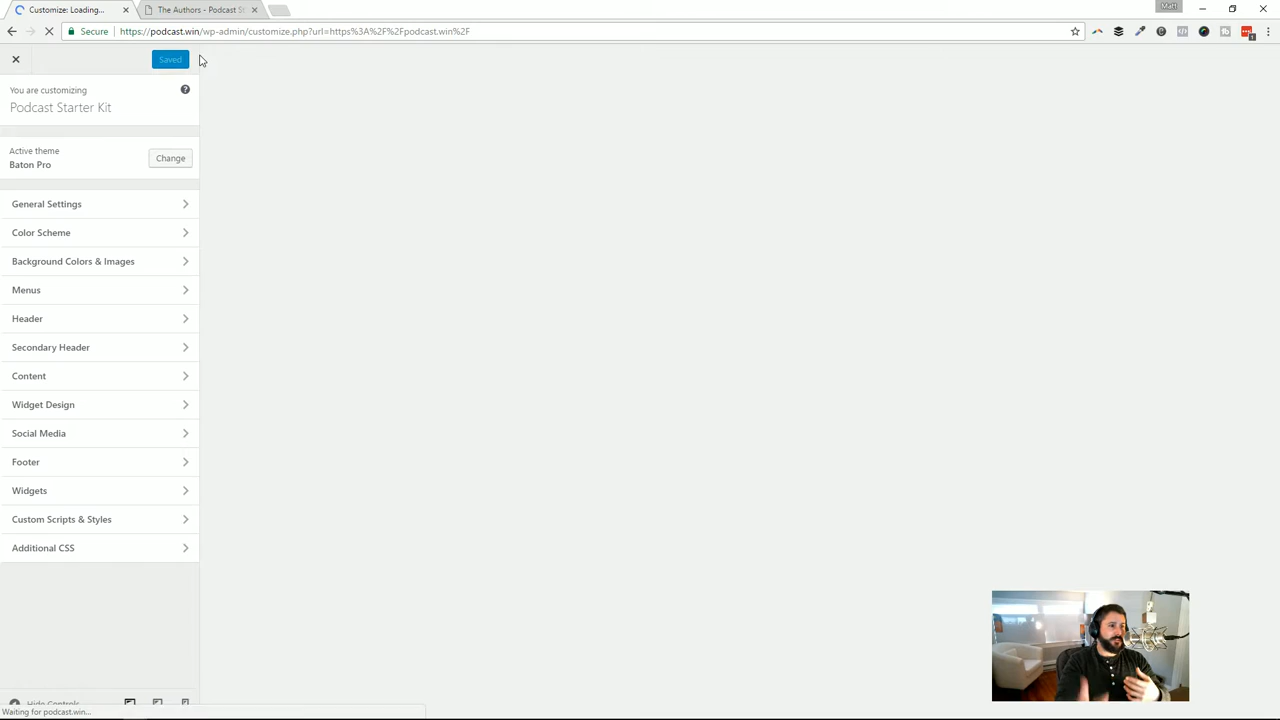 Customize: Loading...
The Authors - Podcast St
Matt
Secure
https://podcast.win/wp-admin/customize.php?url=https%3A%2F%2Fpodcast.win%2F
Saved
You are customizing
Podcast Starter Kit
Active theme
Baton Pro
Change
General Settings
Color Scheme
Background Colors & Images
Menus
Header
Secondary Header
Content
Widget Design
Social Media
Footer
Widgets
Custom Scripts & Styles
Additional CSS
Hide Controls
Waiting for podcast.win...